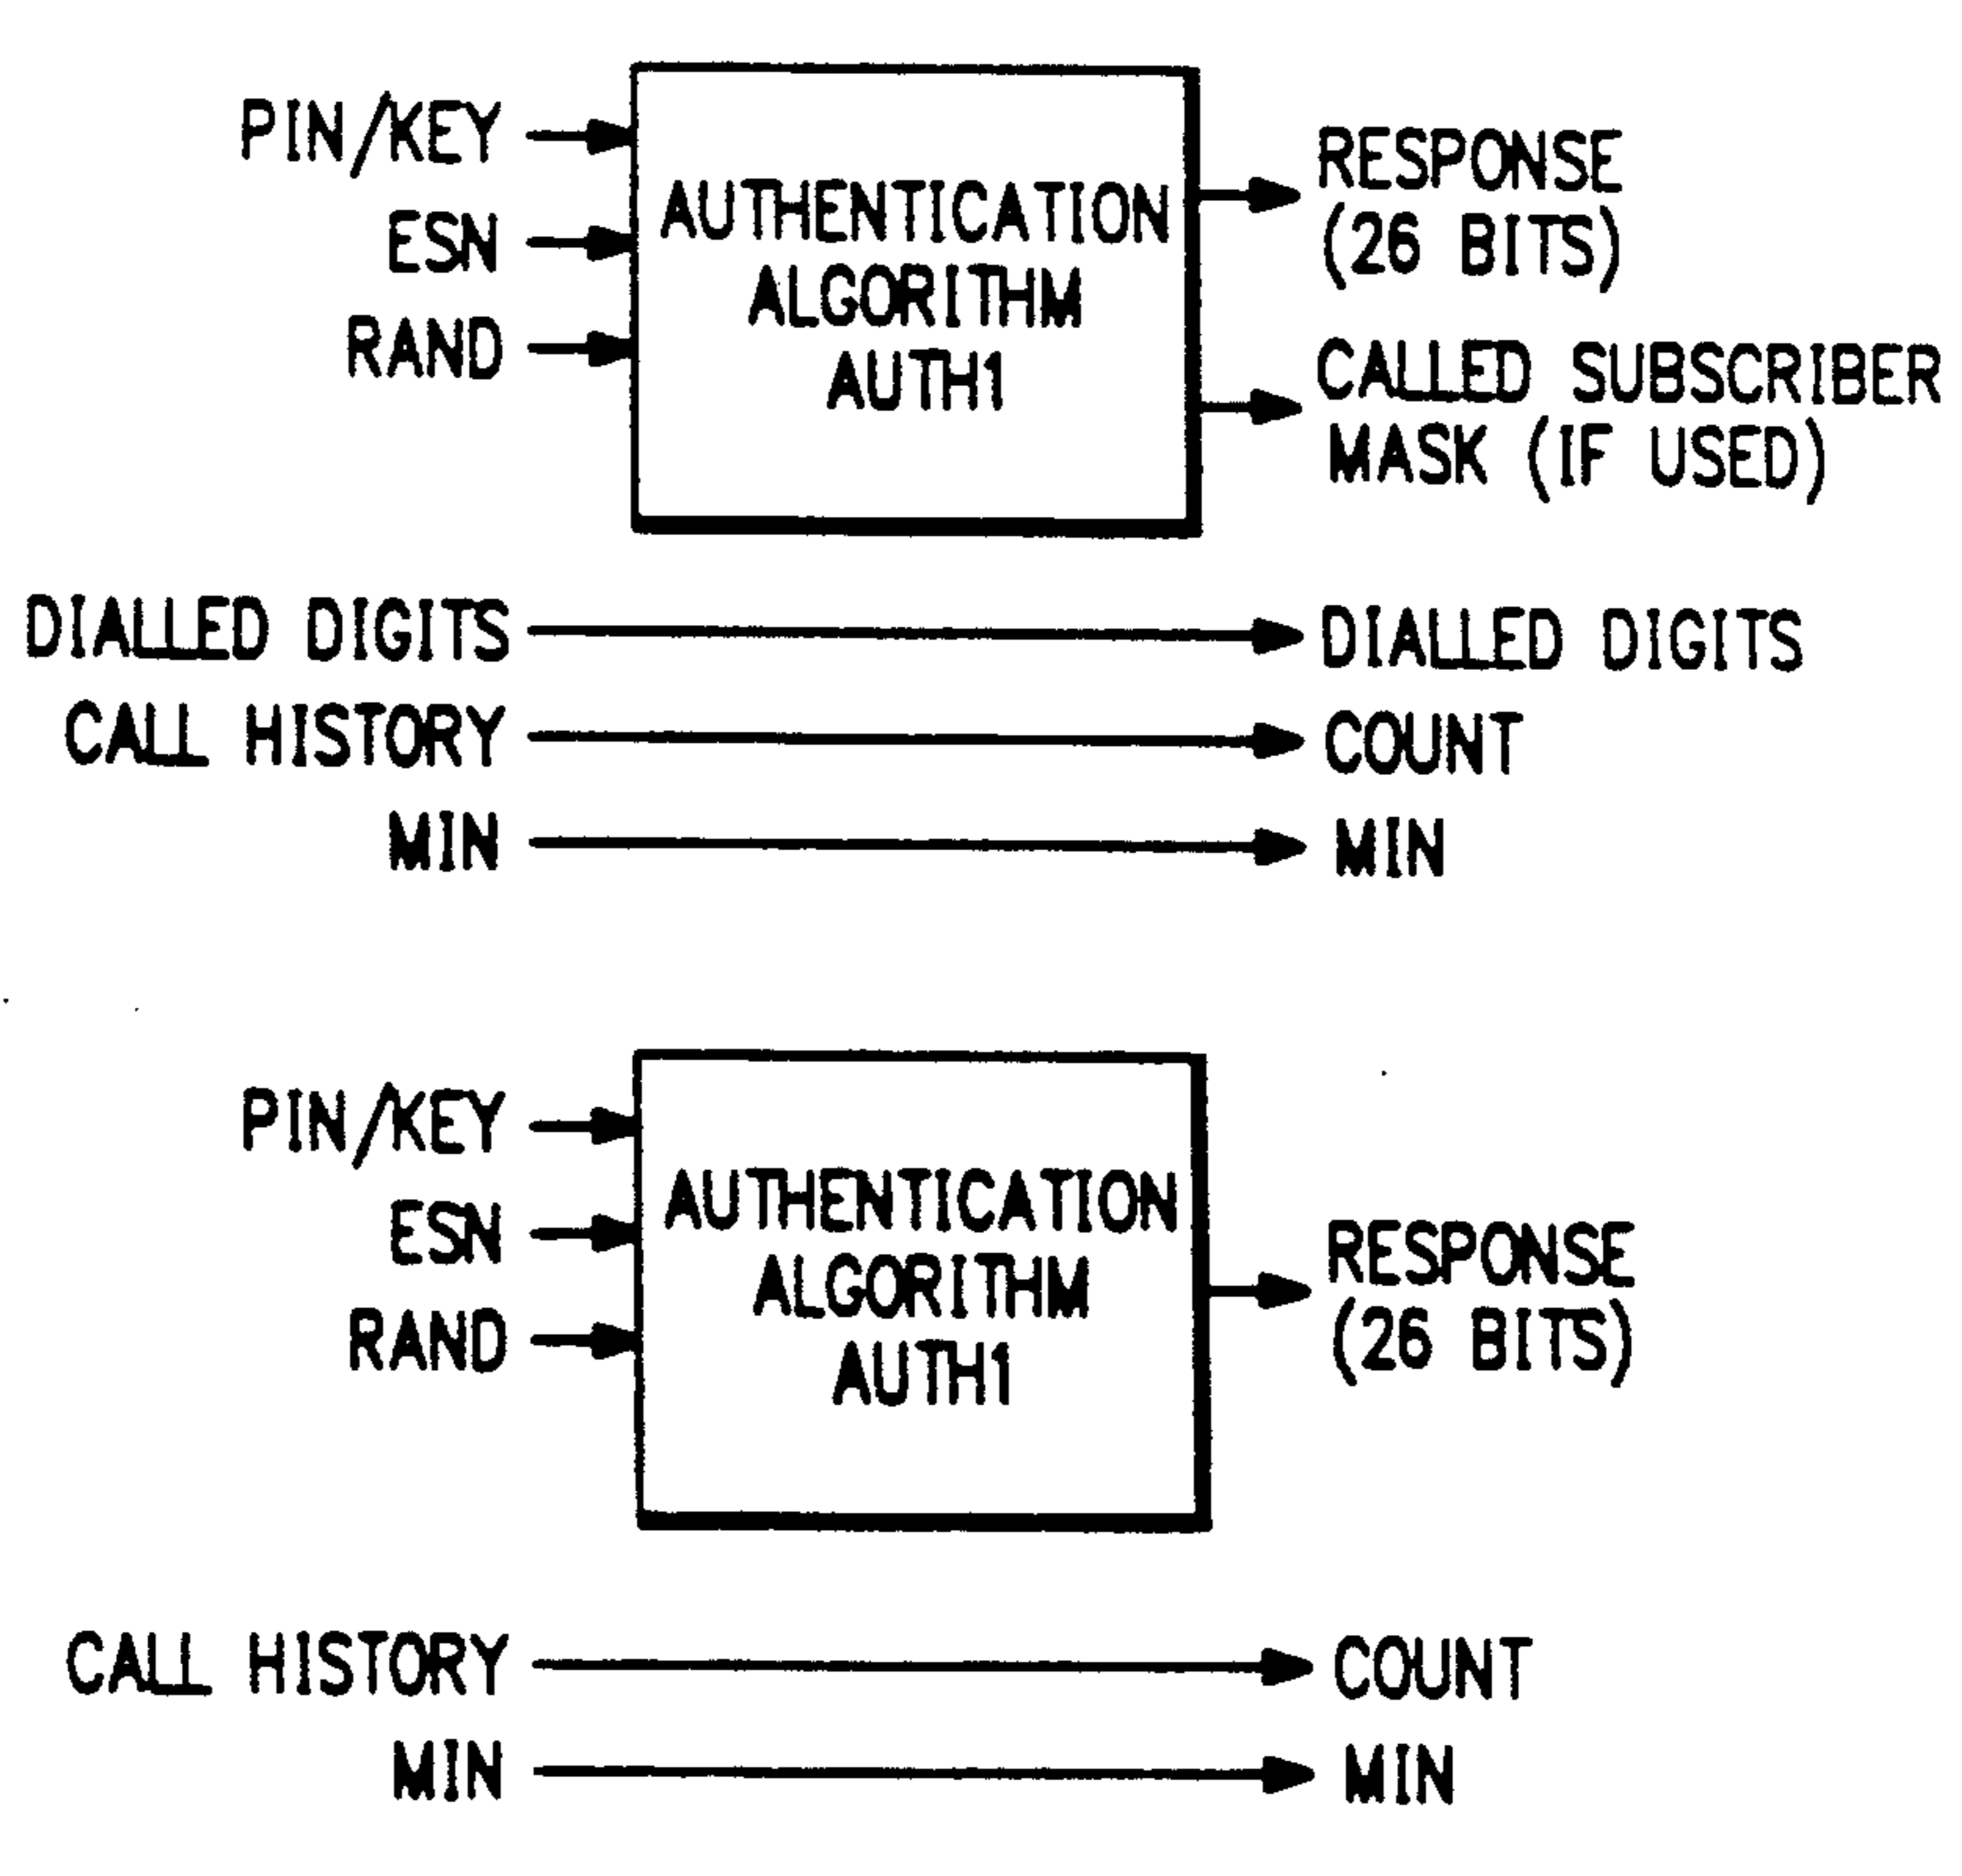 PIN/KEY
ESN
RAND
AUTHENTICATION
ALGORITHM
AUTH1
RESPONSE
(26 BITS)
CALLED SUBSCRIBER
MASK (IF USED)
DIALLED DIGITS
DIALLED DIGITS
CALL HISTORY
COUNT
MIN
MIN
PIN/KEY
ESN
RAND
AUTHENTICATION
ALGORITHM
AUTH1
RESPONSE
(26 BITS)
CALL HISTORY
COUNT
MIN
MIN